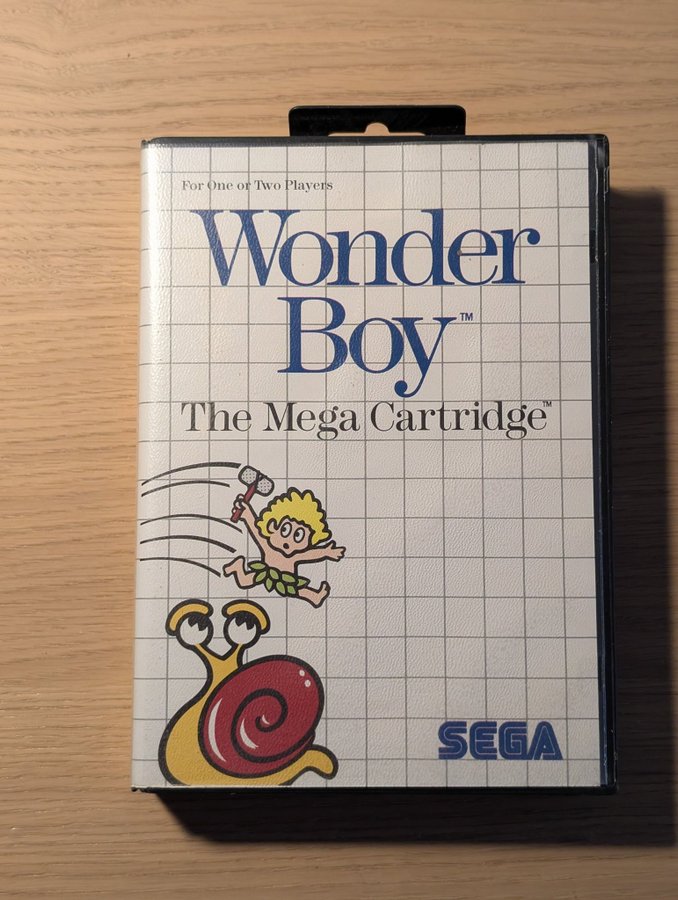 For One or Two Players
Wonder
Boy™
The Mega Cartridge™
SEGA